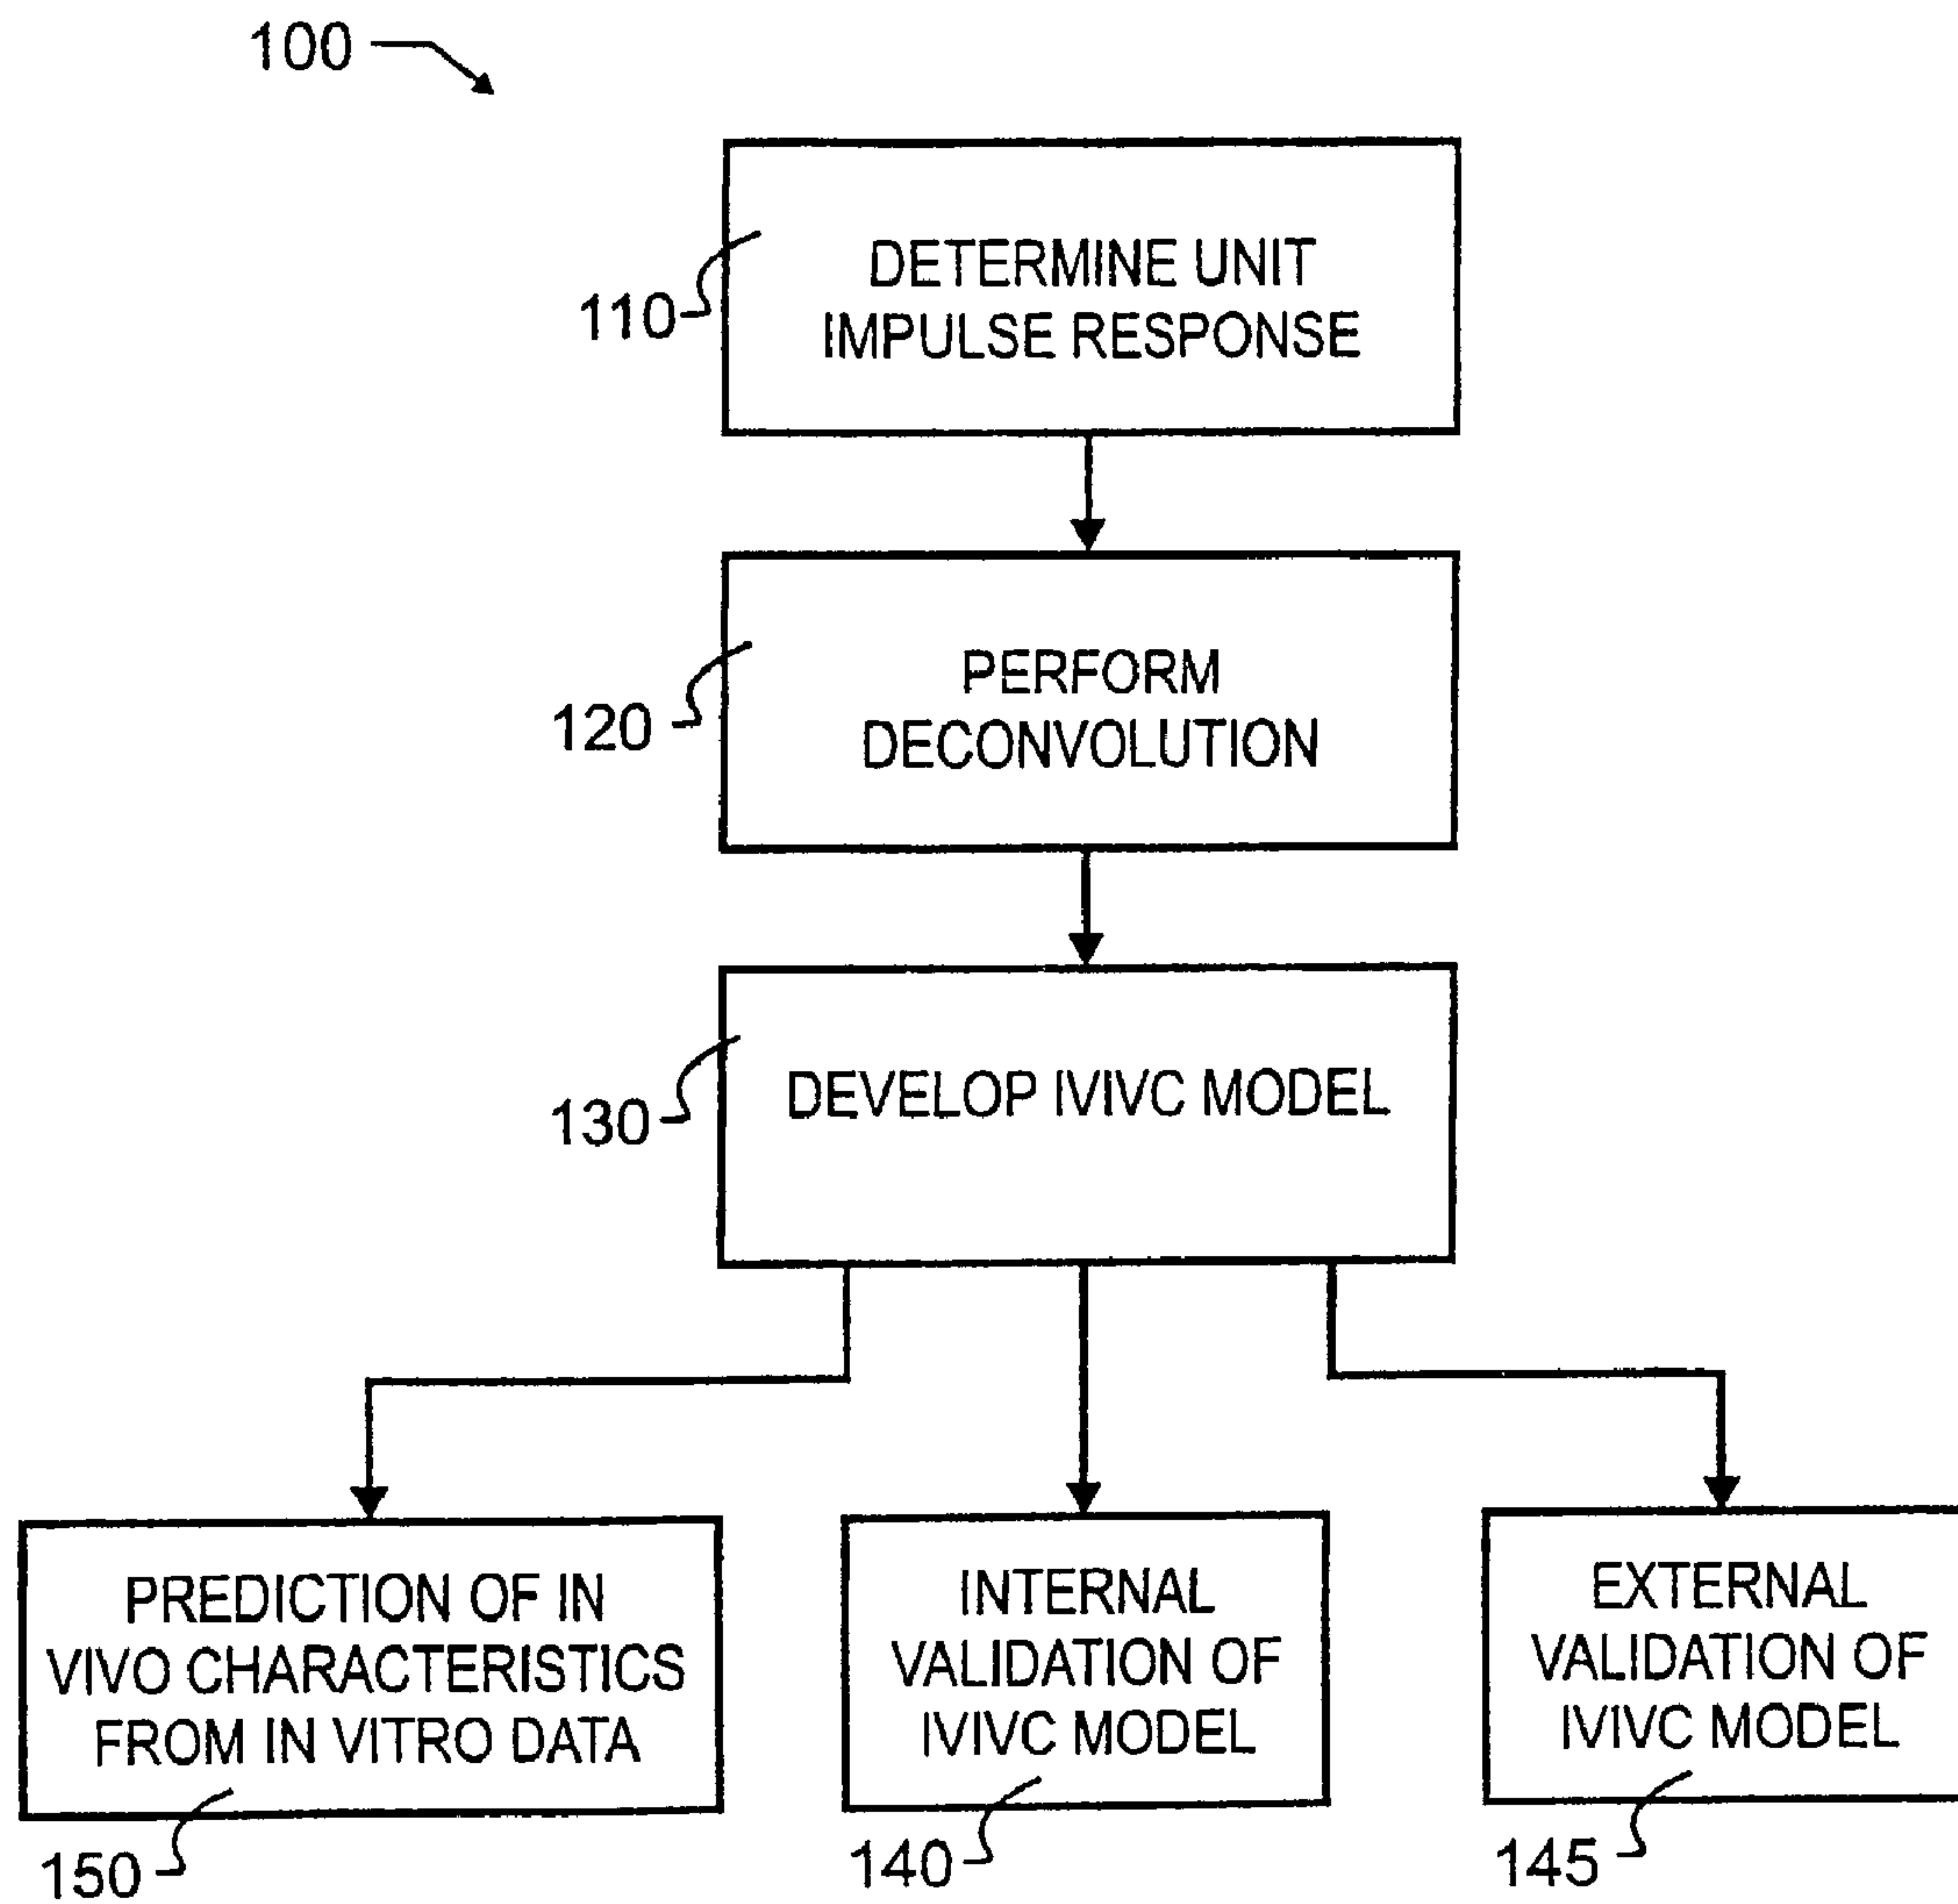 100
DETERMINE UNIT
IMPULSE RESPONSE
110
PERFORM
DECONVOLUTION
120
DEVELOP IVIVC MODEL
130
PREDICTION OF IN
VIVO CHARACTERISTICS
FROM IN VITRO DATA
150
INTERNAL
VALIDATION OF
IVIVC MODEL
140
EXTERNAL
VALIDATION OF
IVIVC MODEL
145